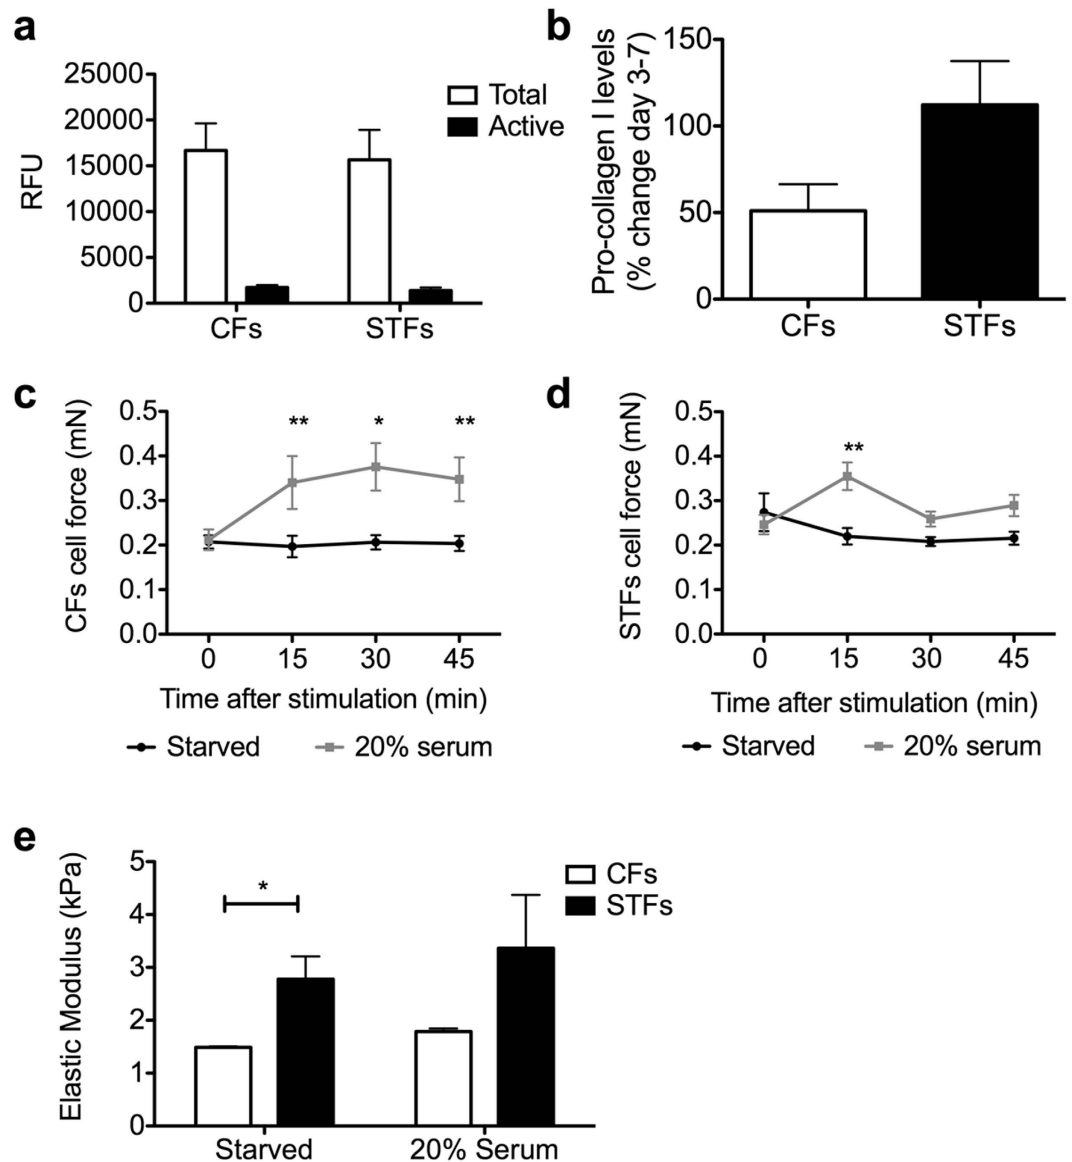 a
25000
20000
15000
10000
5000
0
RFU
Total
Active
CFs
STFs
b
Pro-collagen I levels
(% change day 3-7)
150
100
50
0
CFs
STFs
c
CFs cell force (mN)
0.5
0.4
0.3
0.2
0.1
0.0
** * **
0 15 30 45
Time after stimulation (min)
Starved 20% serum
d
STFs cell force (mN)
0.5
0.4
0.3
0.2
0.1
0.0
**
0 15 30 45
Time after stimulation (min)
Starved 20% serum
e
Elastic Modulus (kPa)
5
4
3
2
1
0
*
CFs
STFs
Starved 20% Serum